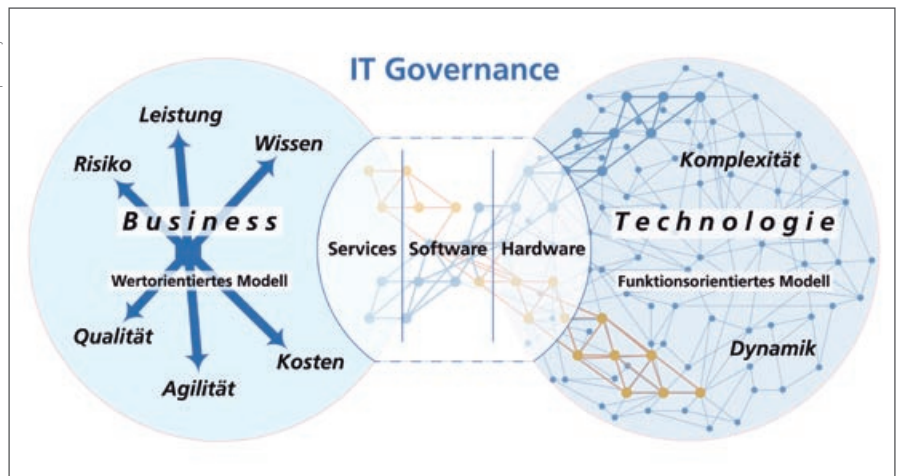 IT Governance
Leistung
Wissen
Risiko
Business
Wertorientiertes Modell
Qualität
Agilität
Kosten
Services
Software
Hardware
Komplexität
Technologie
Funktionsorientiertes Modell
Dynamik